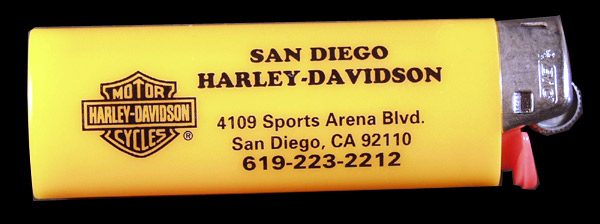 SAN DIEGO
HARLEY-DAVIDSON
MOTOR
HARLEY-DAVIDSON
CYCLES
®
4109 Sports Arena Blvd.
San Diego, CA 92110
619-223-2212